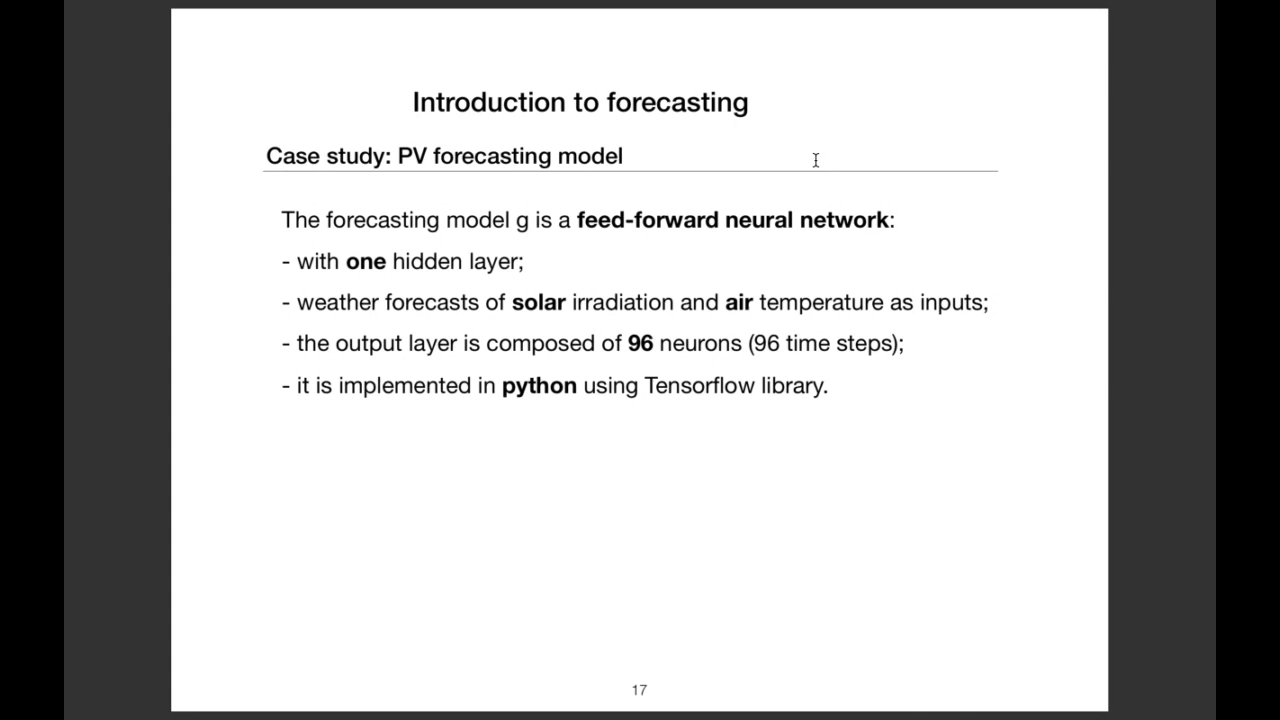 Introduction to forecasting
Case study: PV forecasting model
The forecasting model g is a feed-forward neural network:
- with one hidden layer;
- weather forecasts of solar irradiation and air temperature as inputs;
- the output layer is composed of 96 neurons (96 time steps);
- it is implemented in python using Tensorflow library.
17